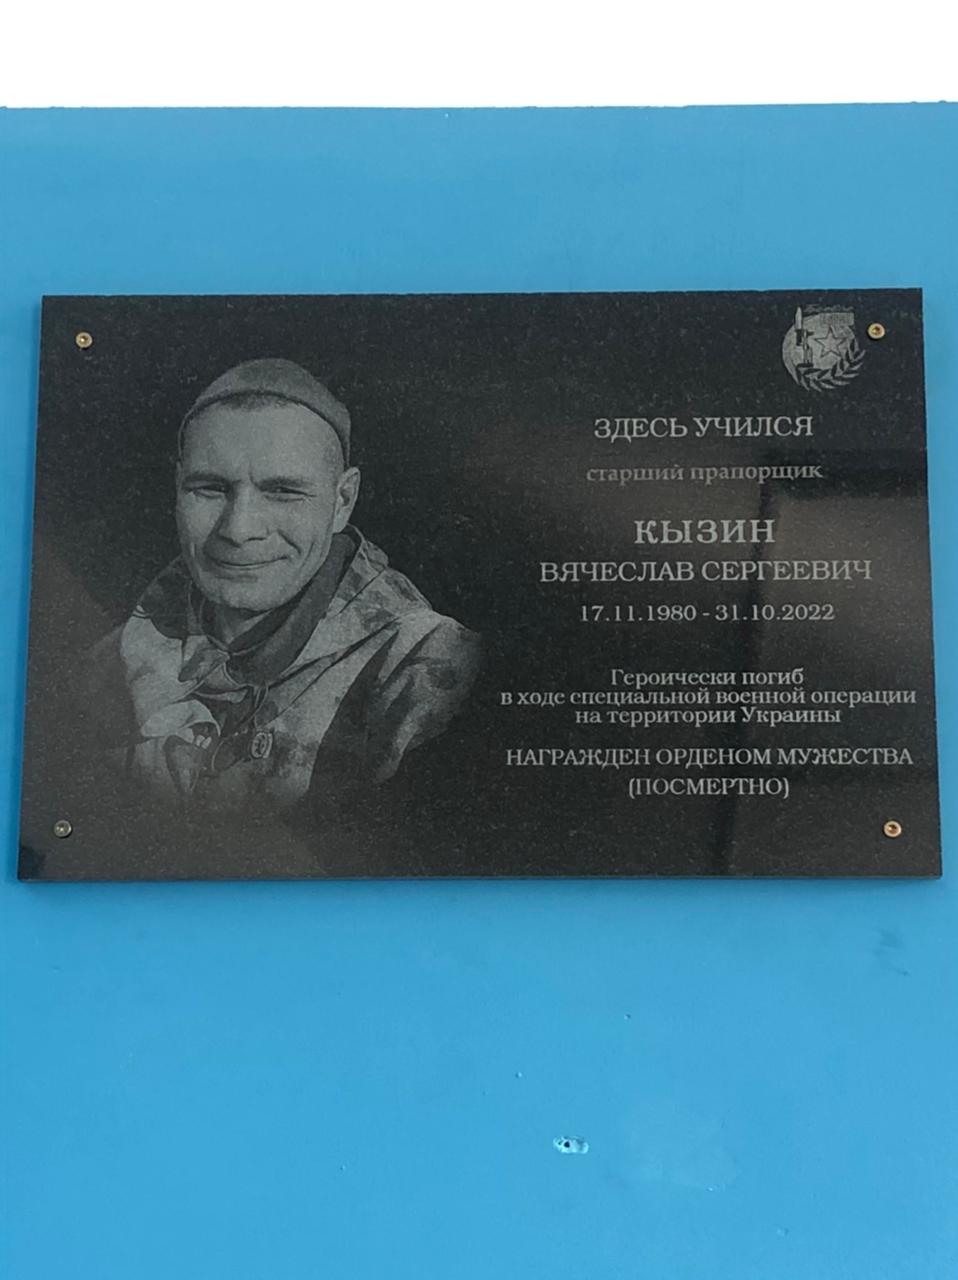 ЗДЕСЬ УЧИЛСЯ
старший прапорщик
КЫЗИН
ВЯЧЕСЛАВ СЕРГЕЕВИЧ
17.11.1980 - 31.10.2022
Героически погиб
в ходе специальной военной операции
на территории Украины
НАГРАЖДЕН ОРДЕНОМ МУЖЕСТВА
(ПОСМЕРТНО)